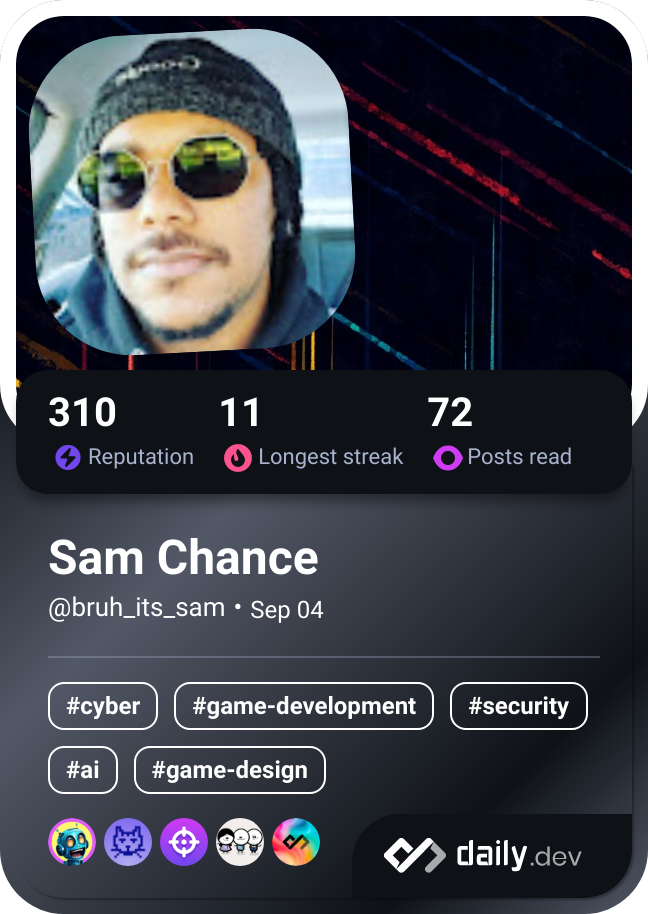 Google
310 11 72
Reputation Longest streak Posts read
Sam Chance
@bruh_its_sam • Sep 04
#cyber #game-development #security
#ai #game-design
daily.dev